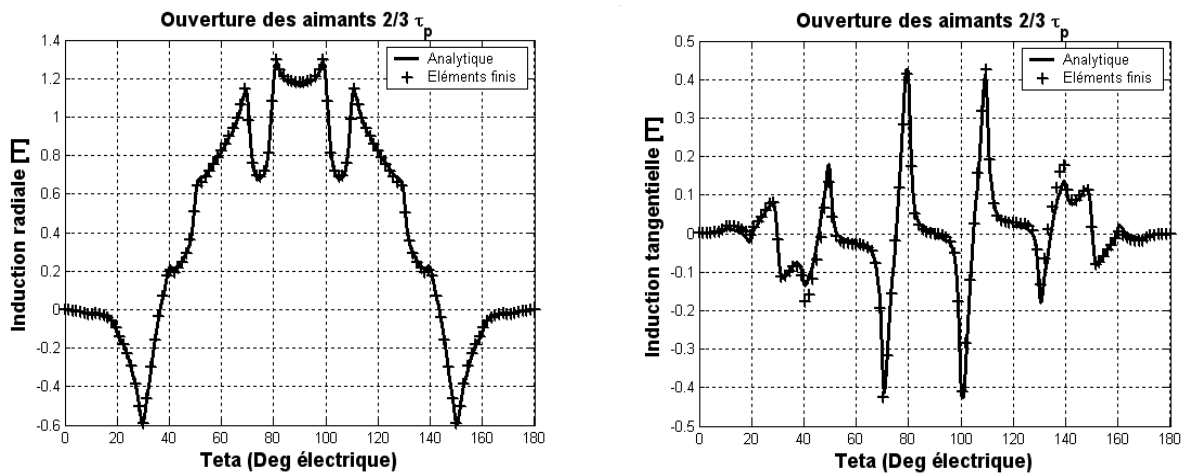 Ouverture des aimants 2/3 τp
Analytique
Eléments finis
Induction radiale [T]
1.4
1.2
1
0.8
0.6
0.4
0.2
0
-0.2
-0.4
-0.6
0 20 40 60 80 100 120 140 160 180
Teta (Deg électrique)
Ouverture des aimants 2/3 τp
Analytique
Eléments finis
Induction tangentielle [T]
0.5
0.4
0.3
0.2
0.1
0
-0.1
-0.2
-0.3
-0.4
-0.5
0 20 40 60 80 100 120 140 160 180
Teta (Deg électrique)